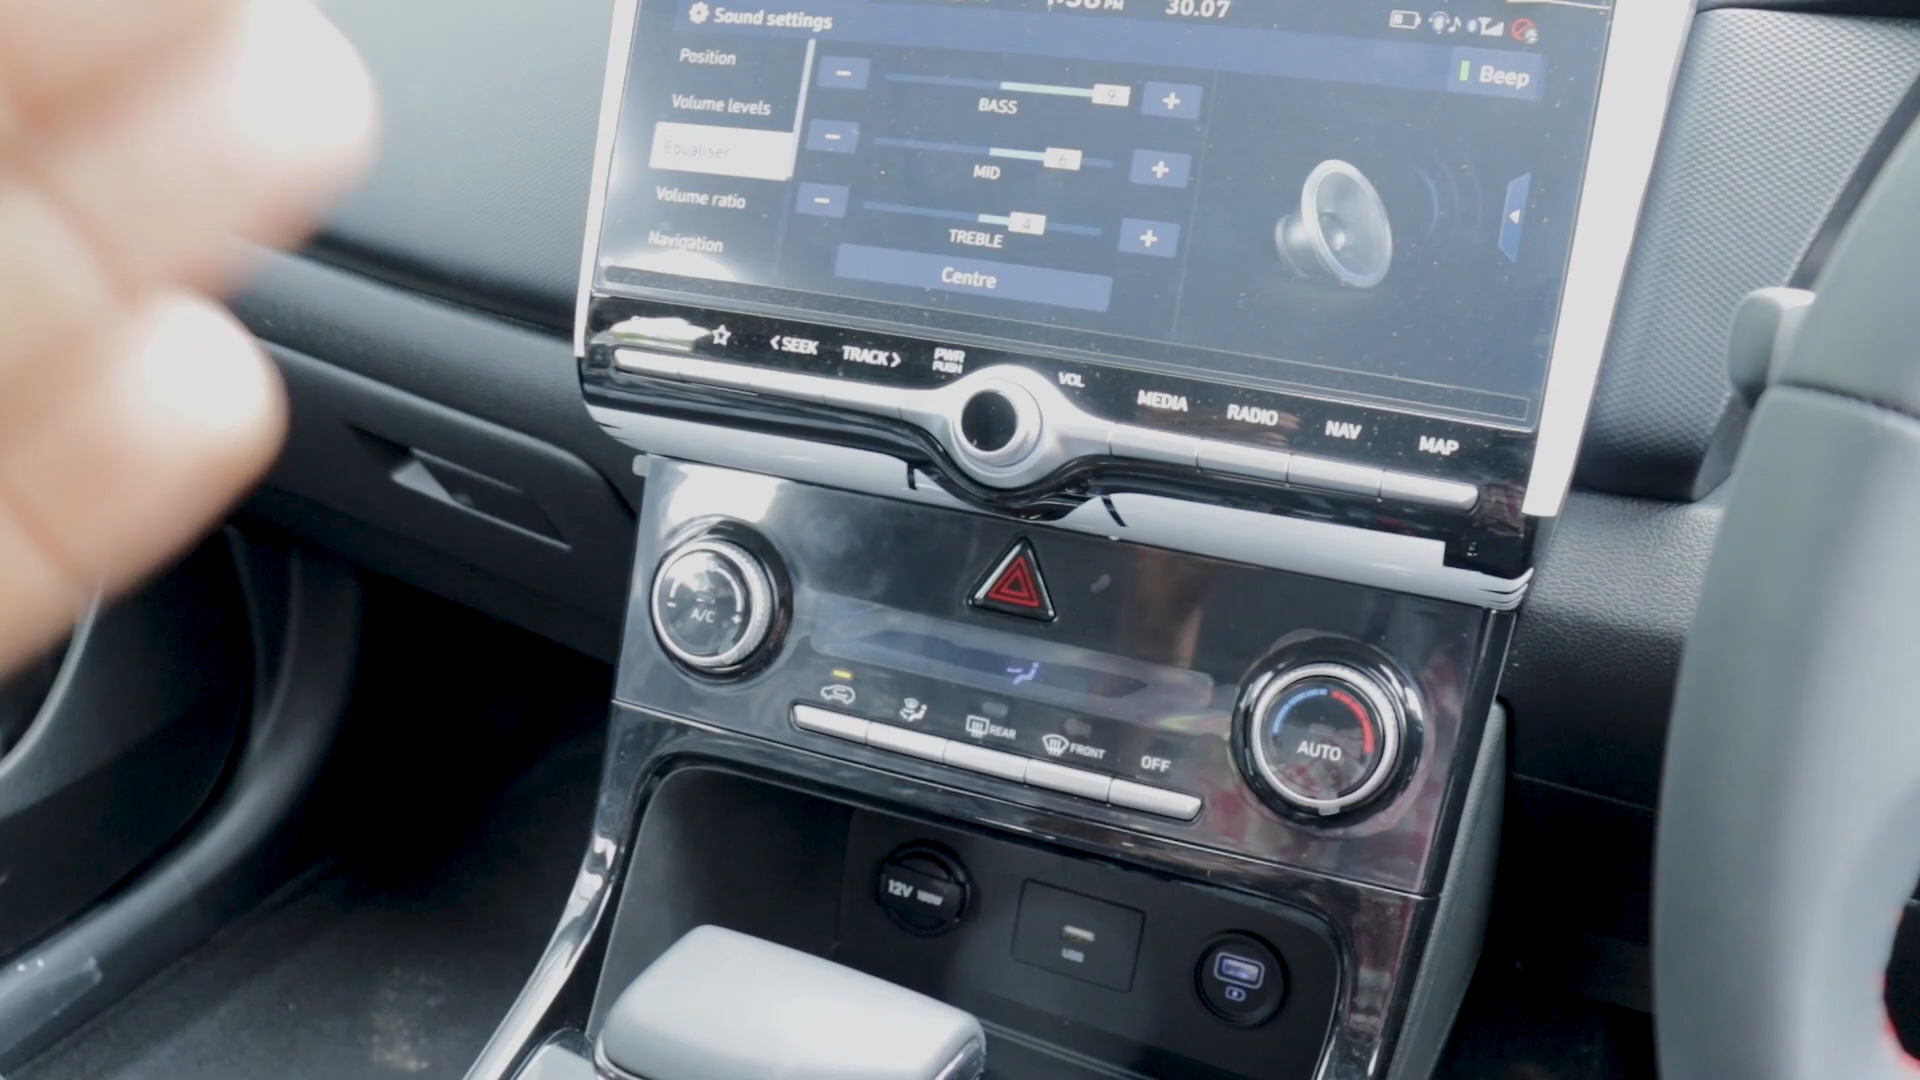 30.07
Sound settings
Position
Volume levels
Equaliser
Volume ratio
Navigation
Beep
9
BASS
6
MID
4
TREBLE
Centre
< SEEK
TRACK >
PWR
PUSH
VOL
MEDIA
RADIO
NAV
MAP
A/C
REAR
FRONT
OFF
AUTO
12V 180W
USB